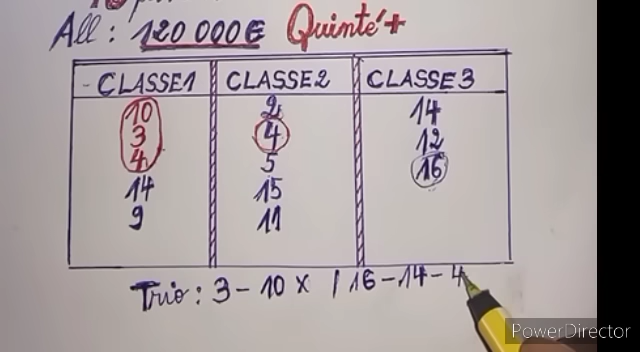 All : 120 000€ Quinté+
- CLASSE1 CLASSE2 CLASSE3
10 2 14
3 4 12
4 5 16
14 15
9 11
Trio : 3 - 10 x / 16 - 14 - 4
PowerDirector